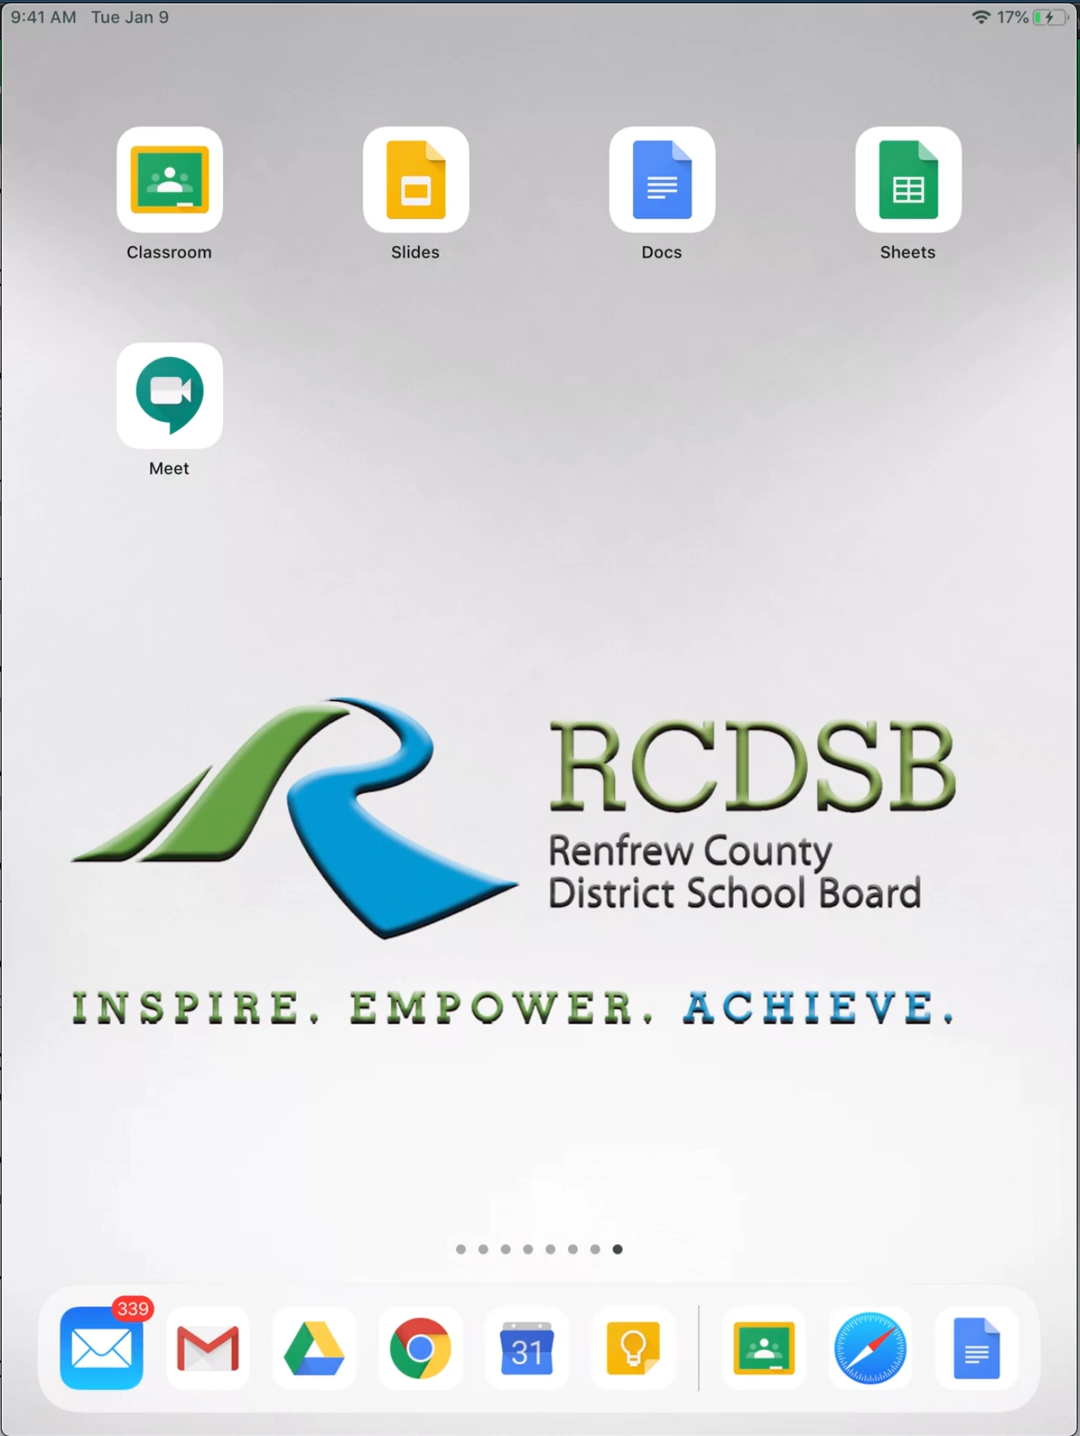 9:41 AM Tue Jan 9 17%
Classroom Slides Docs Sheets
Meet
RCDSB
Renfrew County
District School Board
INSPIRE. EMPOWER. ACHIEVE.
339
31